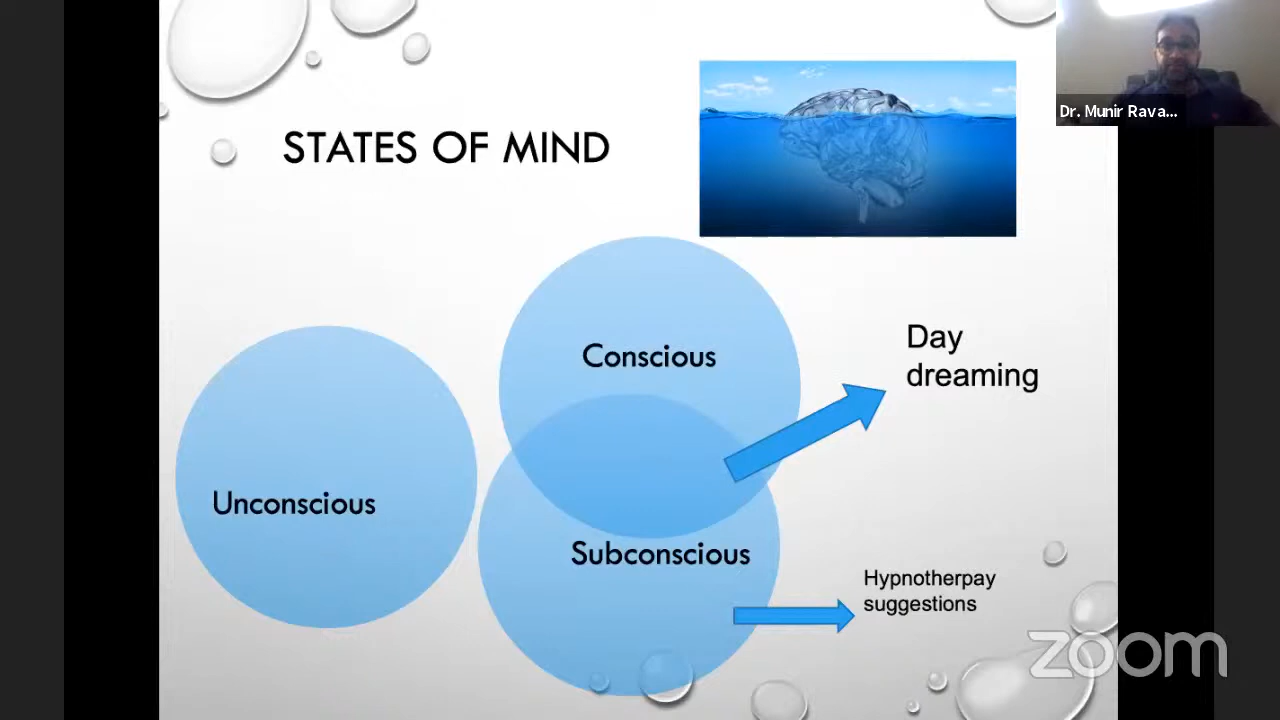 Dr. Munir Rava...
STATES OF MIND
Conscious
Day
dreaming
Unconscious
Subconscious
Hypnotherpay
suggestions
zoom